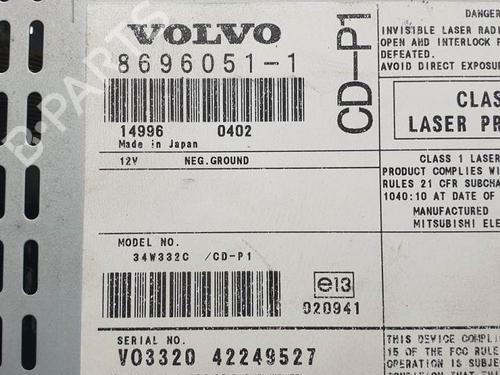 VOLVO
8696051-1
14996 0402
Made in Japan
12V NEG.GROUND
CD-P1
MODEL NO.
34W332C /CD-P1
e13
020941
SERIAL NO.
V03320 42249527
DANGER
INVISIBLE LASER RADI
OPEN AND INTERLOCK F
DEFEATED.
AVOID DIRECT EXPOSUR
CLAS
LASER PR
CLASS 1 LASER
PRODUCT COMPLIES WI
RULES 21 CFR SUBCHA
1040:10 AT DATE OF
MANUFACTURED
MITSUBISHI ELE
THIS DEVICE COMPLI
15 OF THE FCC RULE
OPERATION IS SUBJEC
B-PARTS